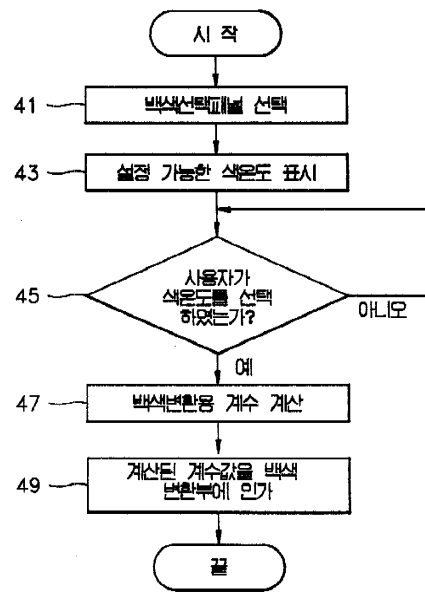 시 작
41
백색선택패널 선택
43
설정 가능한 색온도 표시
45
사용자가
색온도를 선택
하였는가?
아니오
예
47
백색변환용 계수 계산
49
계산된 계수값을 백색
변환부에 인가
끝